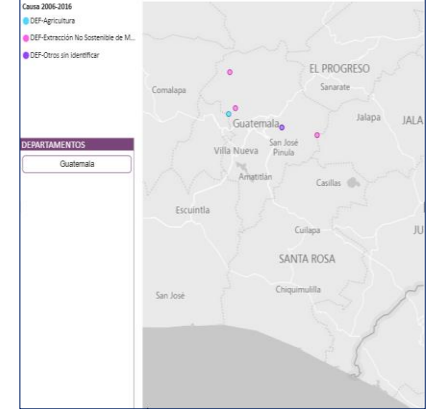 Causa 2006-2016
DEF-Agricultura
DEF-Extracción No Sostenible de M...
DEF-Otros sin Identificar
DEPARTAMENTOS
Guatemala
EL PROGRESO
Sanarate
Comalapa
Jalapa
JALA
Guatemala
San José
Pinula
Villa Nueva
Amatitlán
Casillas
Escuintla
Cuilapa
JU
SANTA ROSA
Chiquimulilla
San José